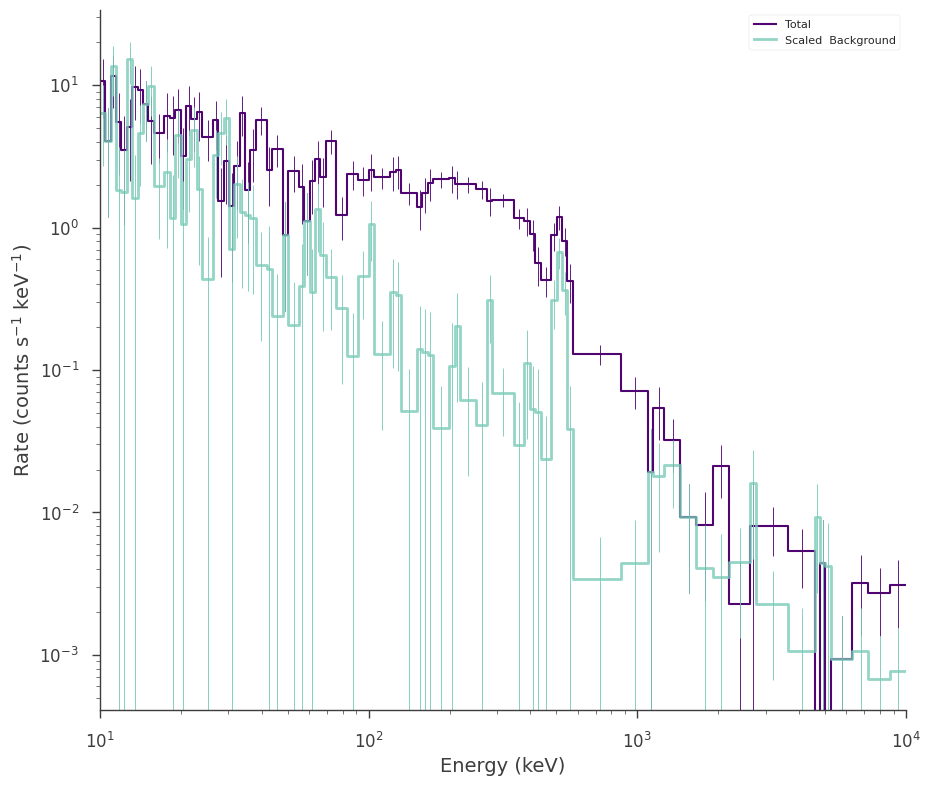 Total
Scaled  Background
Rate (counts s⁻¹ keV⁻¹)
10¹
10⁰
10⁻¹
10⁻²
10⁻³
10¹ 10² 10³ 10⁴
Energy (keV)